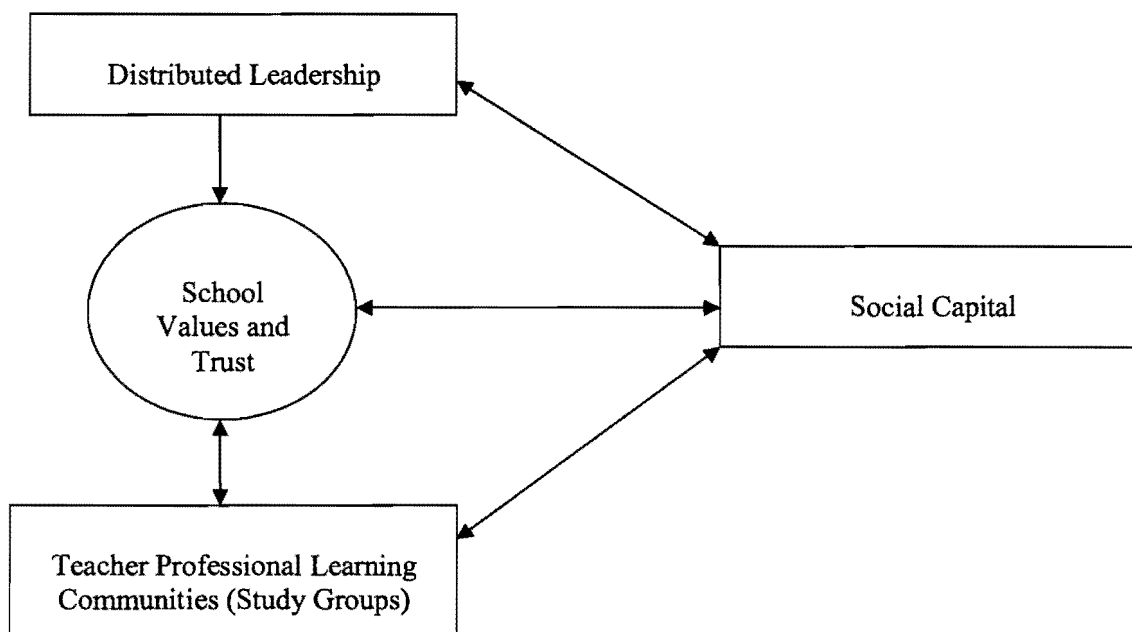 Distributed Leadership
School
Values and
Trust
Social Capital
Teacher Professional Learning
Communities (Study Groups)